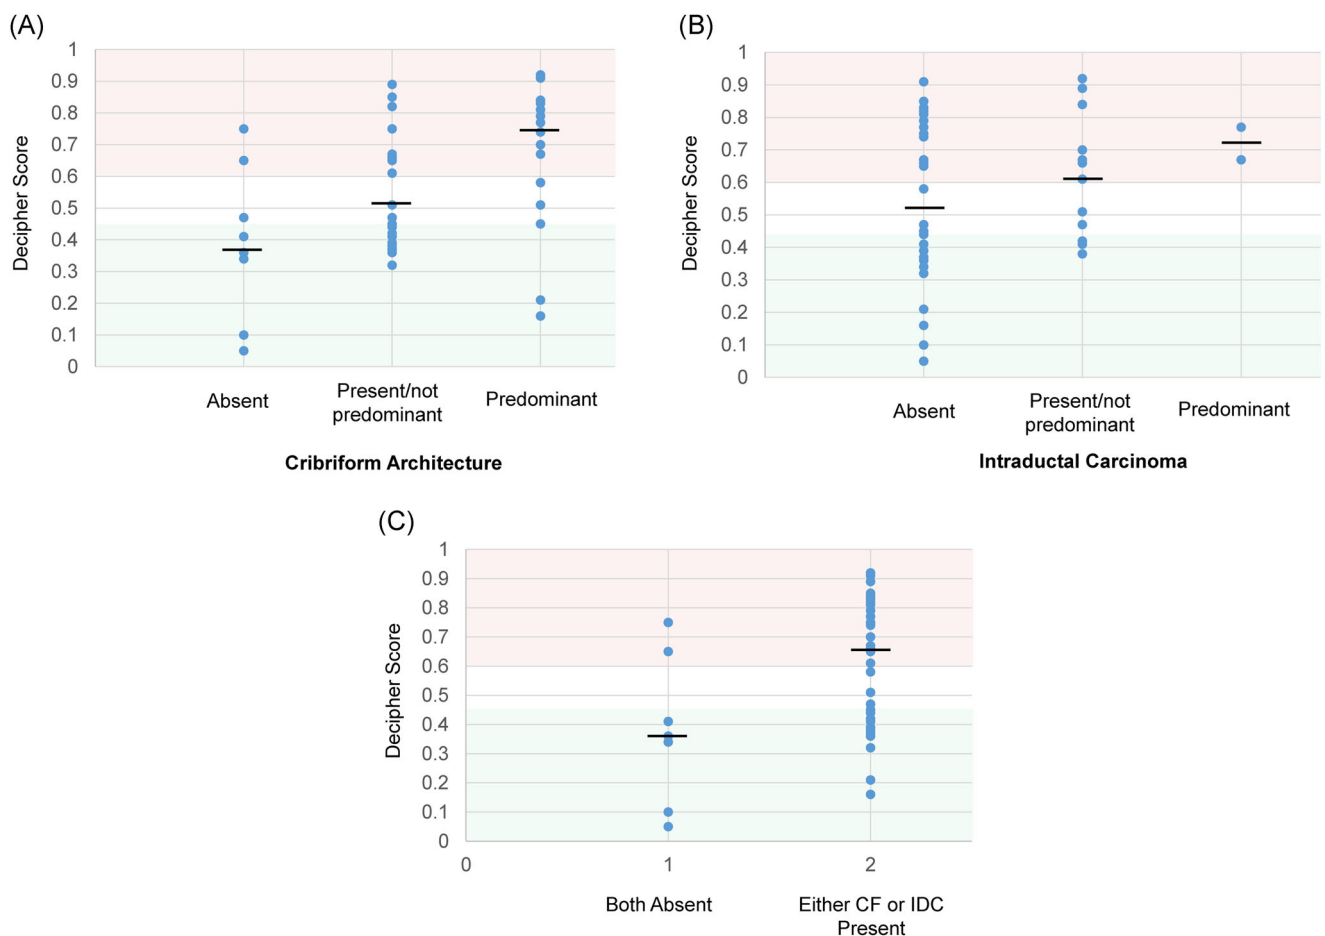 (A)
1
0.9
0.8
0.7
0.6
0.5
0.4
0.3
0.2
0.1
0
Decipher Score
Absent
Present/not
predominant
Predominant
Cribriform Architecture
(B)
1
0.9
0.8
0.7
0.6
0.5
0.4
0.3
0.2
0.1
0
Decipher Score
Absent
Present/not
predominant
Predominant
Intraductal Carcinoma
(C)
1
0.9
0.8
0.7
0.6
0.5
0.4
0.3
0.2
0.1
0
Decipher Score
0
1
2
Both Absent
Either CF or IDC
Present